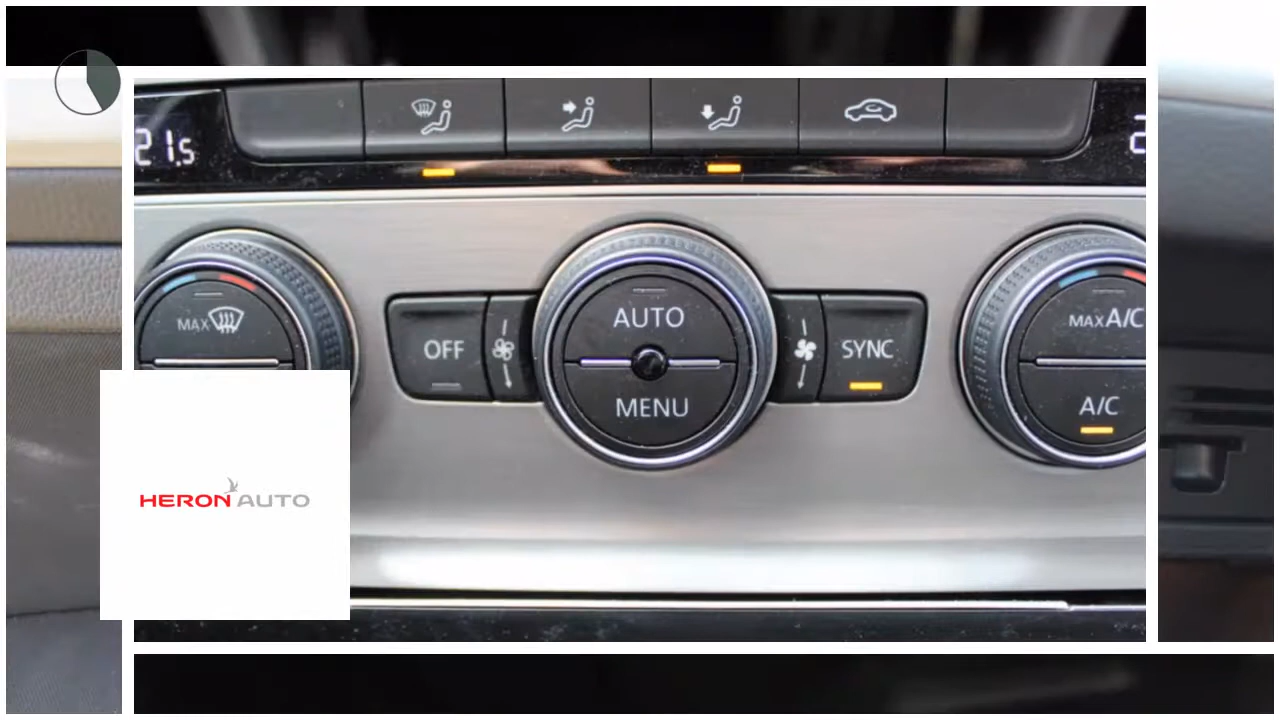 21.5
MAX
OFF
AUTO
MENU
SYNC
MAX A/C
A/C
HERON AUTO